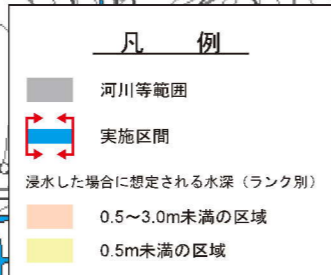 凡 例
河川等範囲
実施区間
浸水した場合に想定される水深（ランク別）
0.5～3.0m未満の区域
0.5m未満の区域